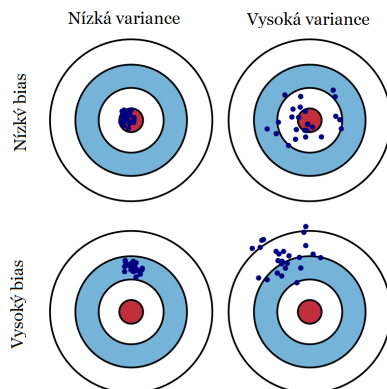 Nízká variance
Vysoká variance
Nízký bias
Vysoký bias